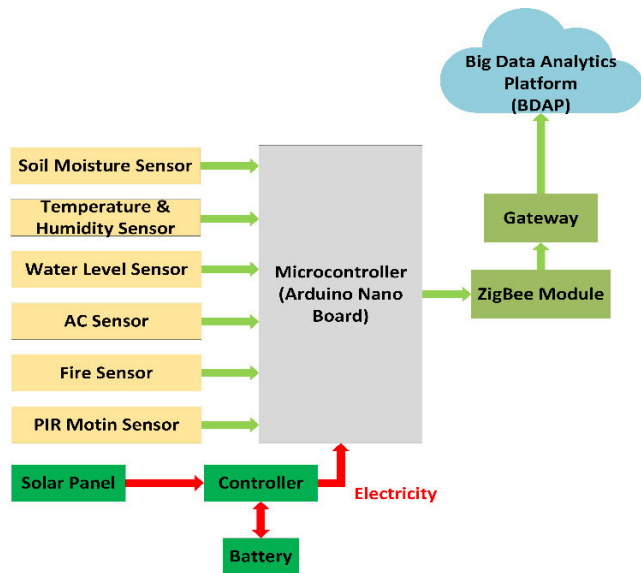 Big Data Analytics
Platform
(BDAP)
Soil Moisture Sensor
Temperature &
Humidity Sensor
Water Level Sensor
AC Sensor
Fire Sensor
PIR Motin Sensor
Microcontroller
(Arduino Nano
Board)
Gateway
ZigBee Module
Solar Panel
Controller
Electricity
Battery